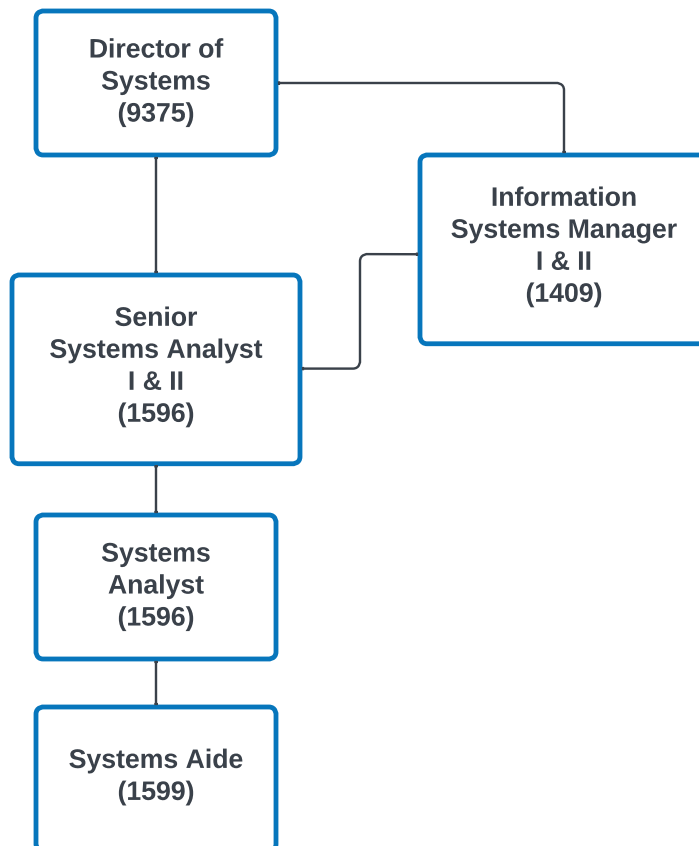 Director of
Systems
(9375)
Information
Systems Manager
I & II
(1409)
Senior
Systems Analyst
I & II
(1596)
Systems
Analyst
(1596)
Systems Aide
(1599)